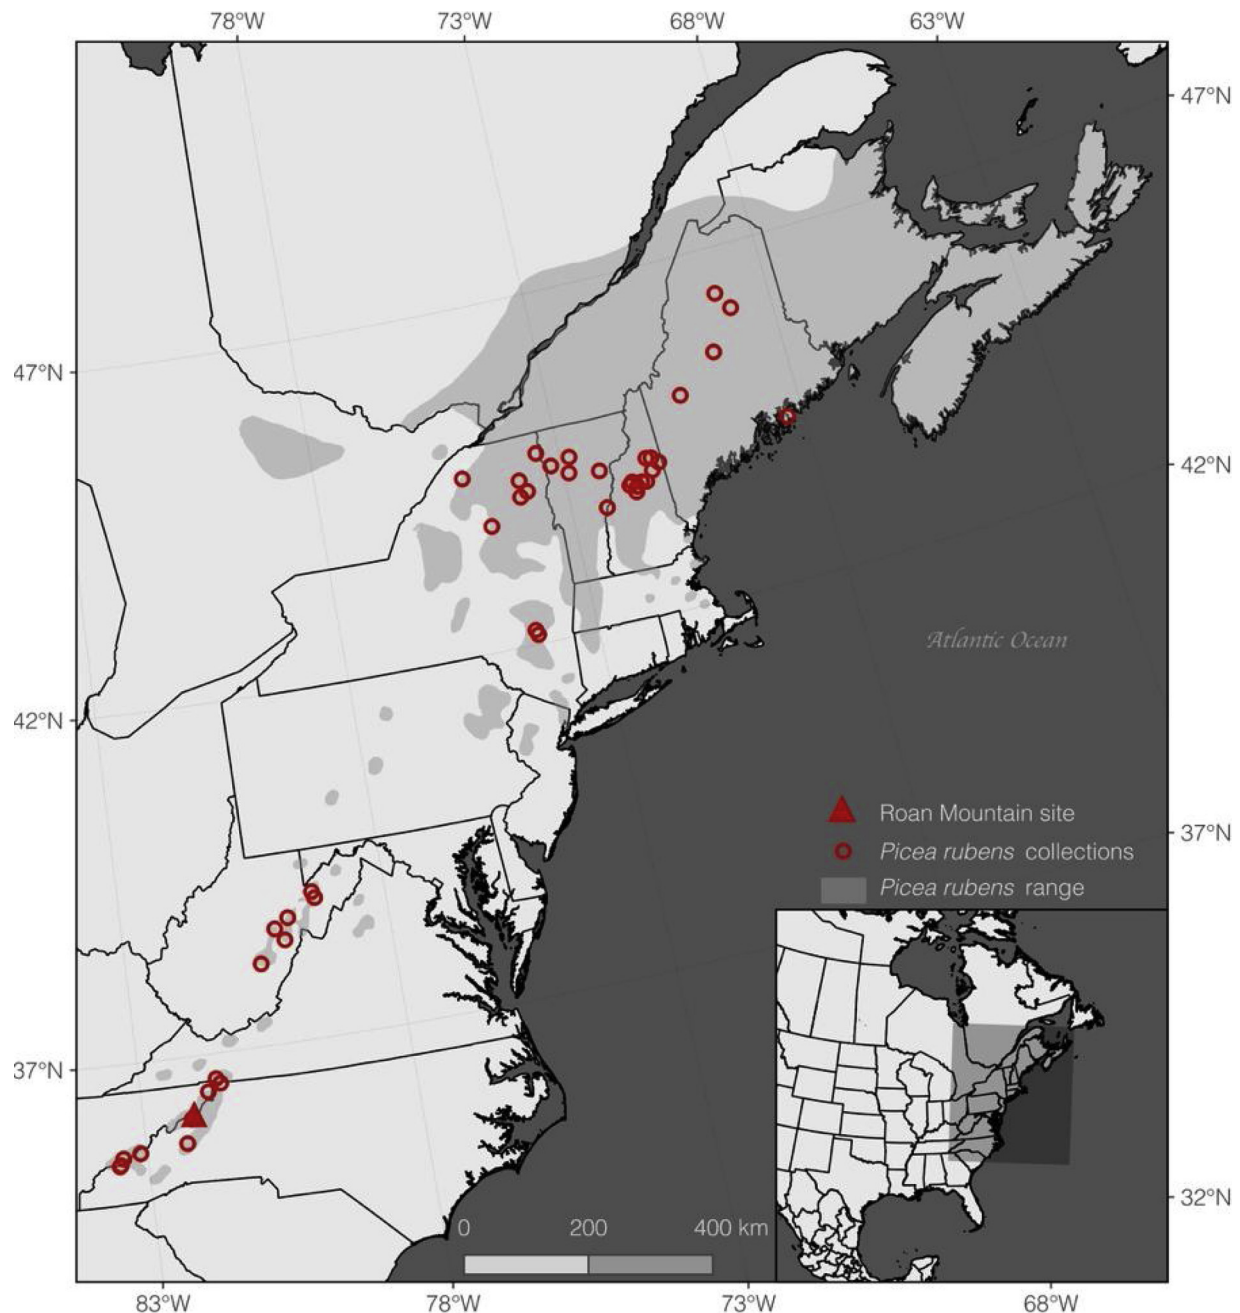 78°W 73°W 68°W 63°W
47°N
47°N
42°N
Atlantic Ocean
42°N
Roan Mountain site
37°N
Picea rubens collections
Picea rubens range
37°N
32°N
0 200 400 km
83°W 78°W 73°W 68°W